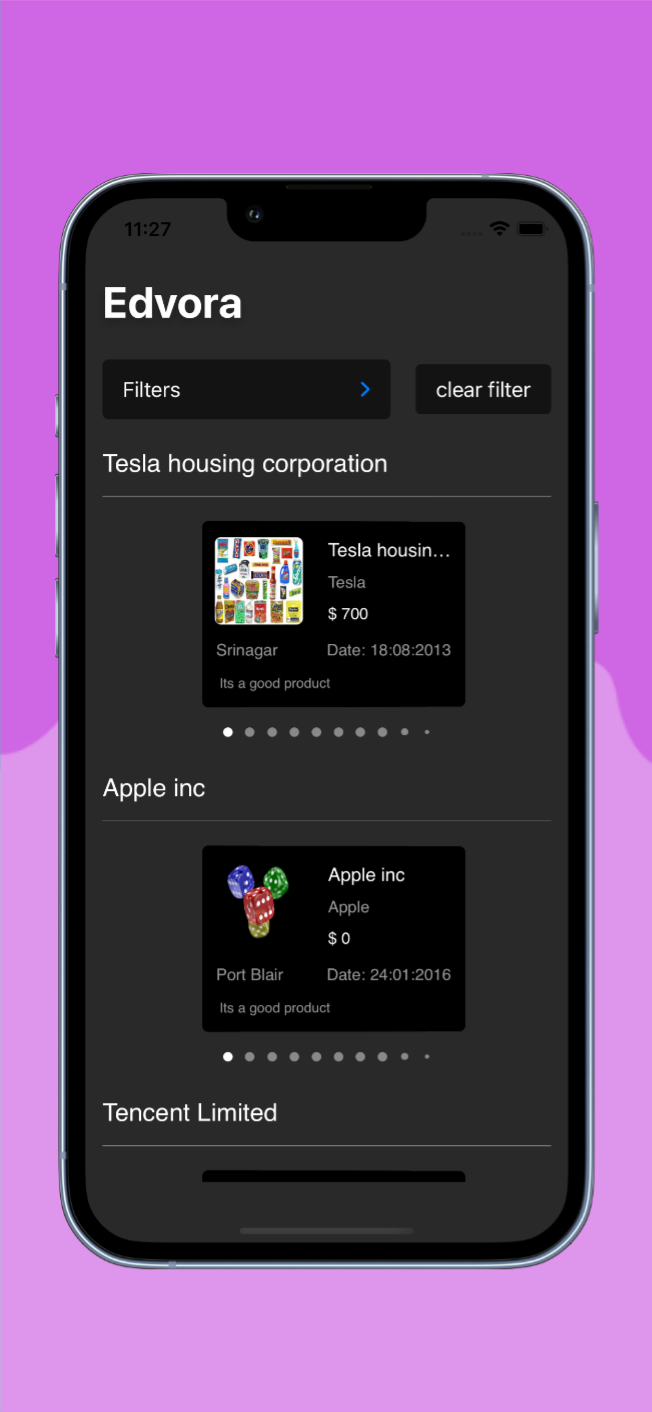 11:27
Edvora
Filters
clear filter
Tesla housing corporation
Tesla housin...
Tesla
$ 700
Srinagar
Date: 18:08:2013
Its a good product
Apple inc
Apple inc
Apple
$ 0
Port Blair
Date: 24:01:2016
Its a good product
Tencent Limited